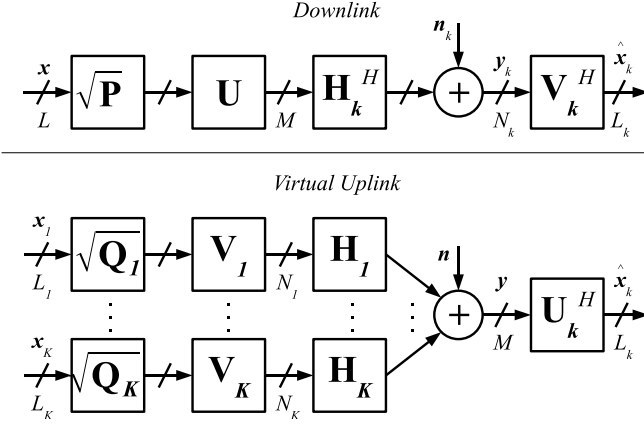 Downlink
x L √P U M H_k^H n_k + y_k N_k V_k^H x̂_k L_k
Virtual Uplink
x_1 L_1 √Q_1 V_1 N_1 H_1
n + y M U_k^H x̂_k L_k
x_K L_K √Q_K V_K N_K H_K